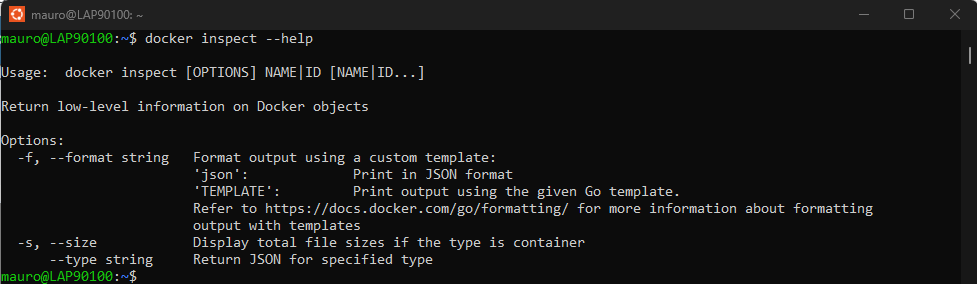 mauro@LAP90100: ~
mauro@LAP90100:~$ docker inspect --help
Usage:  docker inspect [OPTIONS] NAME|ID [NAME|ID...]
Return low-level information on Docker objects
Options:
  -f, --format string   Format output using a custom template:
                        'json':             Print in JSON format
                        'TEMPLATE':         Print output using the given Go template.
                        Refer to https://docs.docker.com/go/formatting/ for more information about formatting
                        output with templates
  -s, --size            Display total file sizes if the type is container
      --type string     Return JSON for specified type
mauro@LAP90100:~$